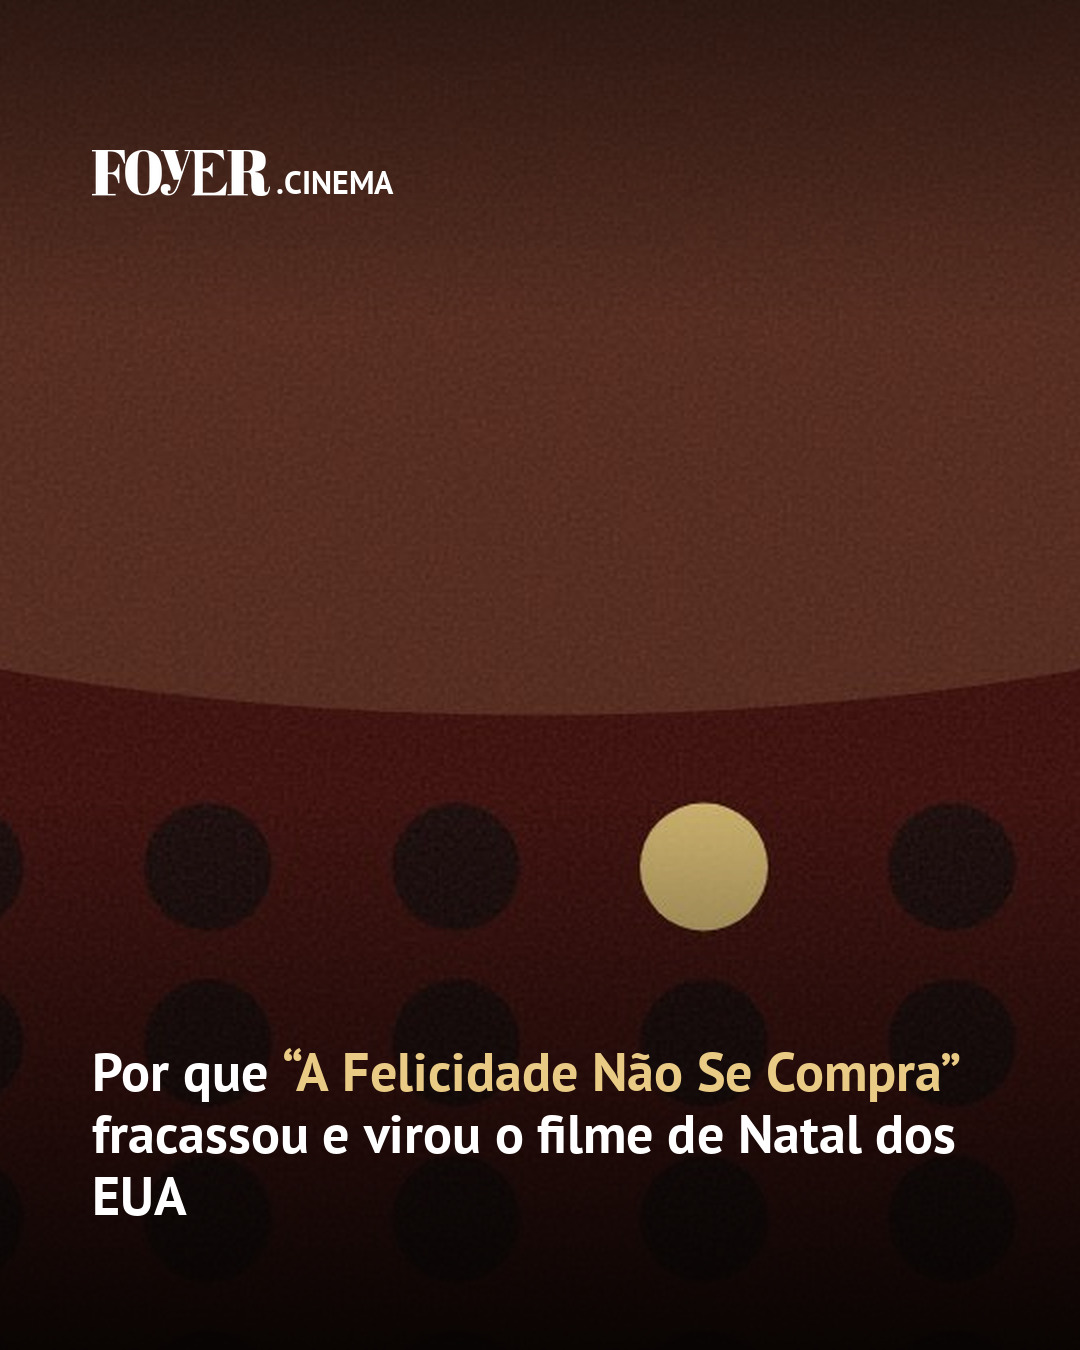 FOYER.CINEMA
Por que “A Felicidade Não Se Compra”
fracassou e virou o filme de Natal dos
EUA